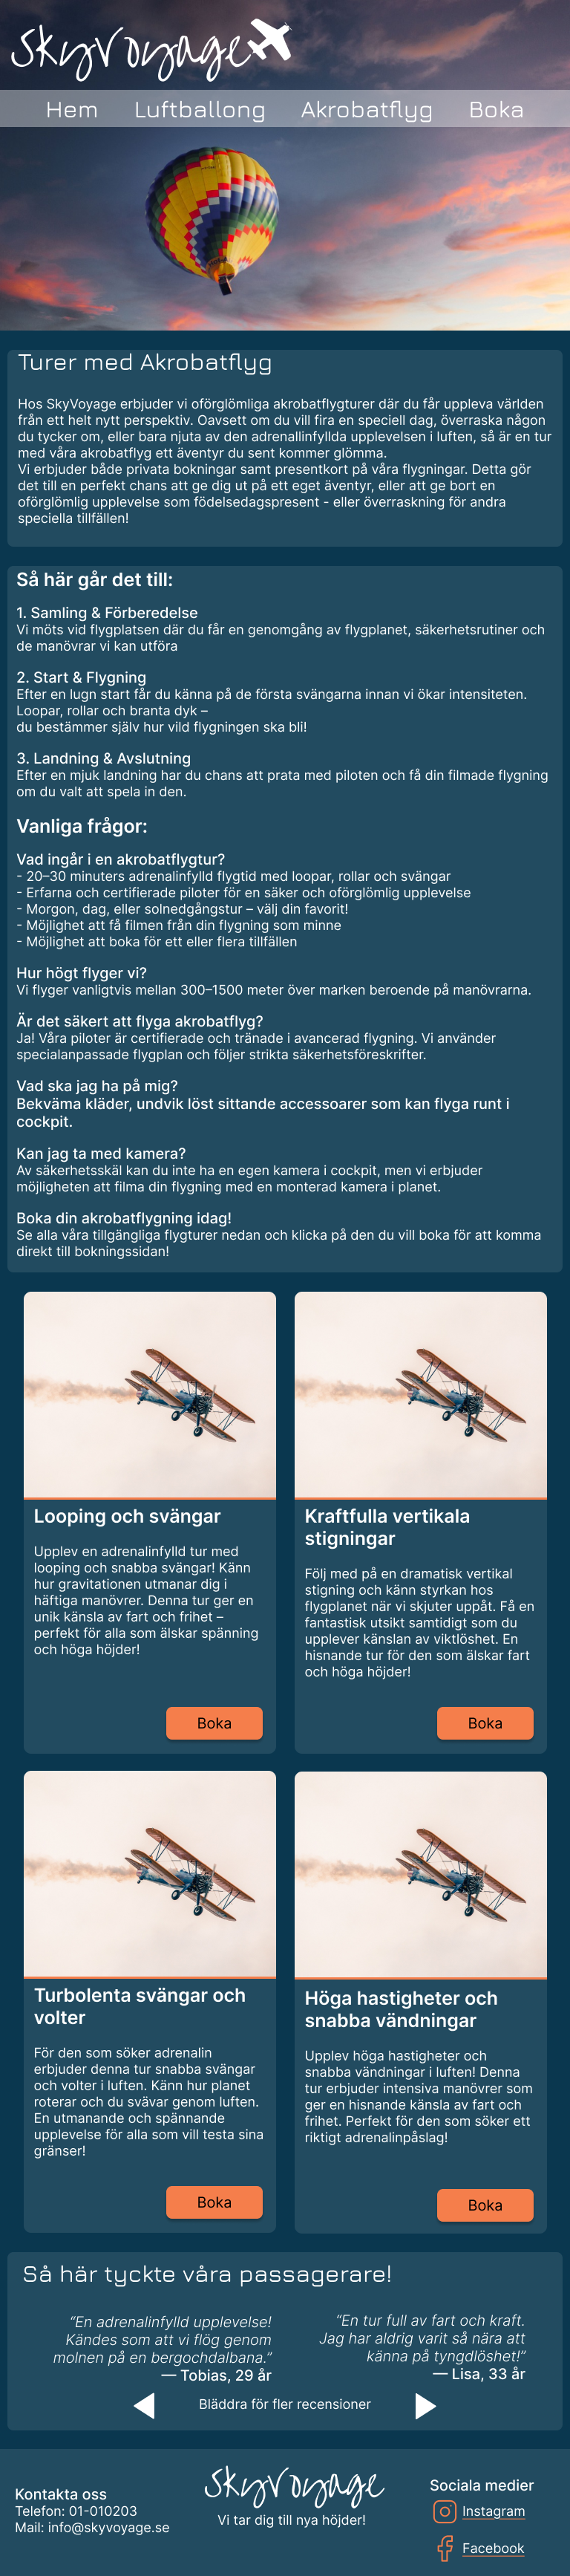 SkyVoyage
Hem Luftballong Akrobatflyg Boka
Turer med Akrobatflyg
Hos SkyVoyage erbjuder vi oförglömliga akrobatflygturer där du får uppleva världen
från ett helt nytt perspektiv. Oavsett om du vill fira en speciell dag, överraska någon
du tycker om, eller bara njuta av den adrenallinfyllda upplevelsen i luften, så är en tur
med våra akrobatflyg ett äventyr du sent kommer glömma.
Vi erbjuder både privata bokningar samt presentkort på våra flygningar. Detta gör
det till en perfekt chans att ge dig ut på ett eget äventyr, eller att ge bort en
oförglömlig upplevelse som födelsedagspresent - eller överraskning för andra
speciella tillfällen!
Så här går det till:
1. Samling & Förberedelse
Vi möts vid flygplatsen där du får en genomgång av flygplanet, säkerhetsrutiner och
de manövrar vi kan utföra
2. Start & Flygning
Efter en lugn start får du känna på de första svängarna innan vi ökar intensiteten.
Loopar, rollar och branta dyk –
du bestämmer själv hur vild flygningen ska bli!
3. Landning & Avslutning
Efter en mjuk landning har du chans att prata med piloten och få din filmade flygning
om du valt att spela in den.
Vanliga frågor:
Vad ingår i en akrobatflygtur?
- 20–30 minuters adrenalinfylld flygtid med loopar, rollar och svängar
- Erfarna och certifierade piloter för en säker och oförglömlig upplevelse
- Morgon, dag, eller solnedgångstur – välj din favorit!
- Möjlighet att få filmen från din flygning som minne
- Möjlighet att boka för ett eller flera tillfällen
Hur högt flyger vi?
Vi flyger vanligtvis mellan 300–1500 meter över marken beroende på manövrarna.
Är det säkert att flyga akrobatflyg?
Ja! Våra piloter är certifierade och tränade i avancerad flygning. Vi använder
specialanpassade flygplan och följer strikta säkerhetsföreskrifter.
Vad ska jag ha på mig?
Bekväma kläder, undvik löst sittande accessoarer som kan flyga runt i
cockpit.
Kan jag ta med kamera?
Av säkerhetsskäl kan du inte ha en egen kamera i cockpit, men vi erbjuder
möjligheten att filma din flygning med en monterad kamera i planet.
Boka din akrobatflygning idag!
Se alla våra tillgängliga flygturer nedan och klicka på den du vill boka för att komma
direkt till bokningssidan!
Looping och svängar
Upplev en adrenalinfylld tur med
looping och snabba svängar! Känn
hur gravitationen utmanar dig i
häftiga manövrer. Denna tur ger en
unik känsla av fart och frihet –
perfekt för alla som älskar spänning
och höga höjder!
Boka
Kraftfulla vertikala
stigningar
Följ med på en dramatisk vertikal
stigning och känn styrkan hos
flygplanet när vi skjuter uppåt. Få en
fantastisk utsikt samtidigt som du
upplever känslan av viktlöshet. En
hisnande tur för den som älskar fart
och höga höjder!
Boka
Turbolenta svängar och
volter
För den som söker adrenalin
erbjuder denna tur snabba svängar
och volter i luften. Känn hur planet
roterar och du svävar genom luften.
En utmanande och spännande
upplevelse för alla som vill testa sina
gränser!
Boka
Höga hastigheter och
snabba vändningar
Upplev höga hastigheter och
snabba vändningar i luften! Denna
tur erbjuder intensiva manövrer som
ger en hisnande känsla av fart och
frihet. Perfekt för den som söker ett
riktigt adrenalinpåslag!
Boka
Så här tyckte våra passagerare!
“En adrenalinfylld upplevelse!
Kändes som att vi flög genom
molnen på en bergochdalbana.”
— Tobias, 29 år
“En tur full av fart och kraft.
Jag har aldrig varit så nära att
känna på tyngdlöshet!”
— Lisa, 33 år
Bläddra för fler recensioner
Kontakta oss
Telefon: 01-010203
Mail: info@skyvoyage.se
SkyVoyage
Vi tar dig till nya höjder!
Sociala medier
Instagram
Facebook